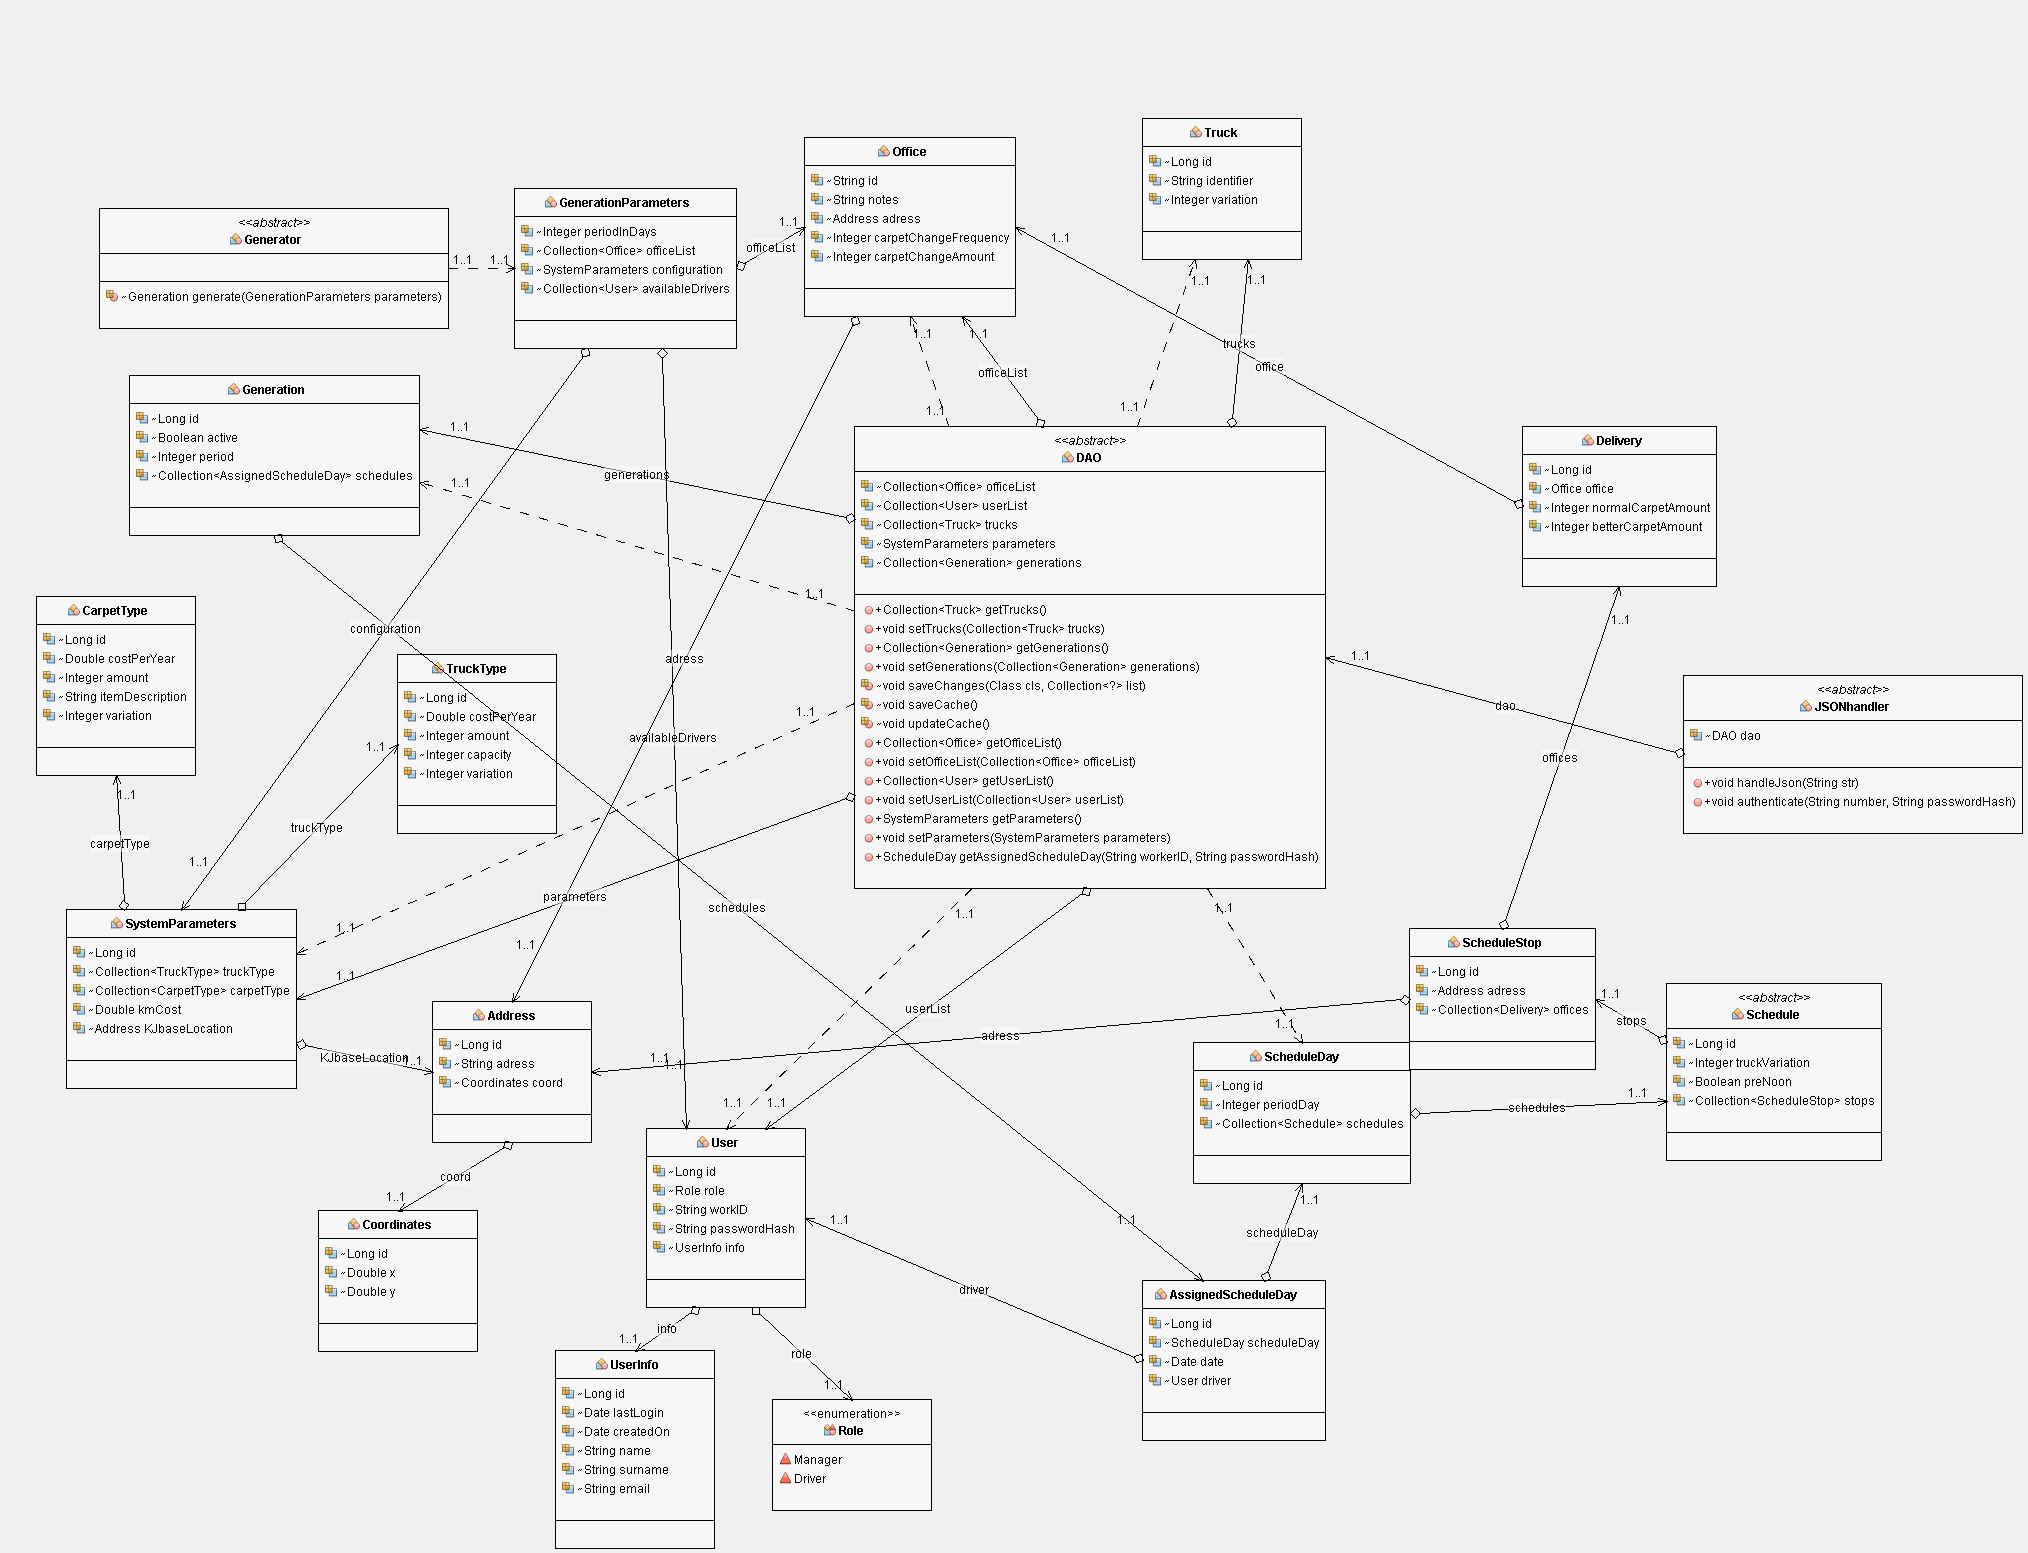 <<abstract>>
Generator
~Generation generate(GenerationParameters parameters)
1..1
1..1
GenerationParameters
~Integer periodInDays
~Collection<Office> officeList
~SystemParameters configuration
~Collection<User> availableDrivers
1..1
officeList
Office
~String id
~String notes
~Address adress
~Integer carpetChangeFrequency
~Integer carpetChangeAmount
1..1
Truck
~Long id
~String identifier
~Integer variation
1..1
1..1
1..1
1..1
trucks
office
officeList
1..1
1..1
Generation
~Long id
~Boolean active
~Integer period
~Collection<AssignedScheduleDay> schedules
1..1
generations
1..1
1..1
<<abstract>>
DAO
~Collection<Office> officeList
~Collection<User> userList
~Collection<Truck> trucks
~SystemParameters parameters
~Collection<Generation> generations
+Collection<Truck> getTrucks()
+void setTrucks(Collection<Truck> trucks)
+Collection<Generation> getGenerations()
+void setGenerations(Collection<Generation> generations)
~void saveChanges(Class cls, Collection<?> list)
~void saveCache()
~void updateCache()
+Collection<Office> getOfficeList()
+void setOfficeList(Collection<Office> officeList)
+Collection<User> getUserList()
+void setUserList(Collection<User> userList)
+SystemParameters getParameters()
+void setParameters(SystemParameters parameters)
+ScheduleDay getAssignedScheduleDay(String workerID, String passwordHash)
Delivery
~Long id
~Office office
~Integer normalCarpetAmount
~Integer betterCarpetAmount
1..1
1..1
dao
offices
<<abstract>>
JSONhandler
~DAO dao
+void handleJson(String str)
+void authenticate(String number, String passwordHash)
CarpetType
~Long id
~Double costPerYear
~Integer amount
~String itemDescription
~Integer variation
configuration
adress
TruckType
~Long id
~Double costPerYear
~Integer amount
~Integer capacity
~Integer variation
1..1
availableDrivers
1..1
1..1
truckType
carpetType
1..1
parameters
schedules
SystemParameters
~Long id
~Collection<TruckType> truckType
~Collection<CarpetType> carpetType
~Double kmCost
~Address KJbaseLocation
1..1
1..1
1..1
1..1
1..1
KJbaseLocation
1..1
userList
adress
1..1
1..1
1..1
Address
~Long id
~String adress
~Coordinates coord
ScheduleStop
~Long id
~Address adress
~Collection<Delivery> offices
1..1
stops
<<abstract>>
Schedule
~Long id
~Integer truckVariation
~Boolean preNoon
~Collection<ScheduleStop> stops
ScheduleDay
~Long id
~Integer periodDay
~Collection<Schedule> schedules
1..1
schedules
1..1
1..1
User
~Long id
~Role role
~String workID
~String passwordHash
~UserInfo info
coord
1..1
Coordinates
~Long id
~Double x
~Double y
1..1
1..1
1..1
scheduleDay
driver
AssignedScheduleDay
~Long id
~ScheduleDay scheduleDay
~Date date
~User driver
info
1..1
role
1..1
UserInfo
~Long id
~Date lastLogin
~Date createdOn
~String name
~String surname
~String email
<<enumeration>>
Role
Manager
Driver